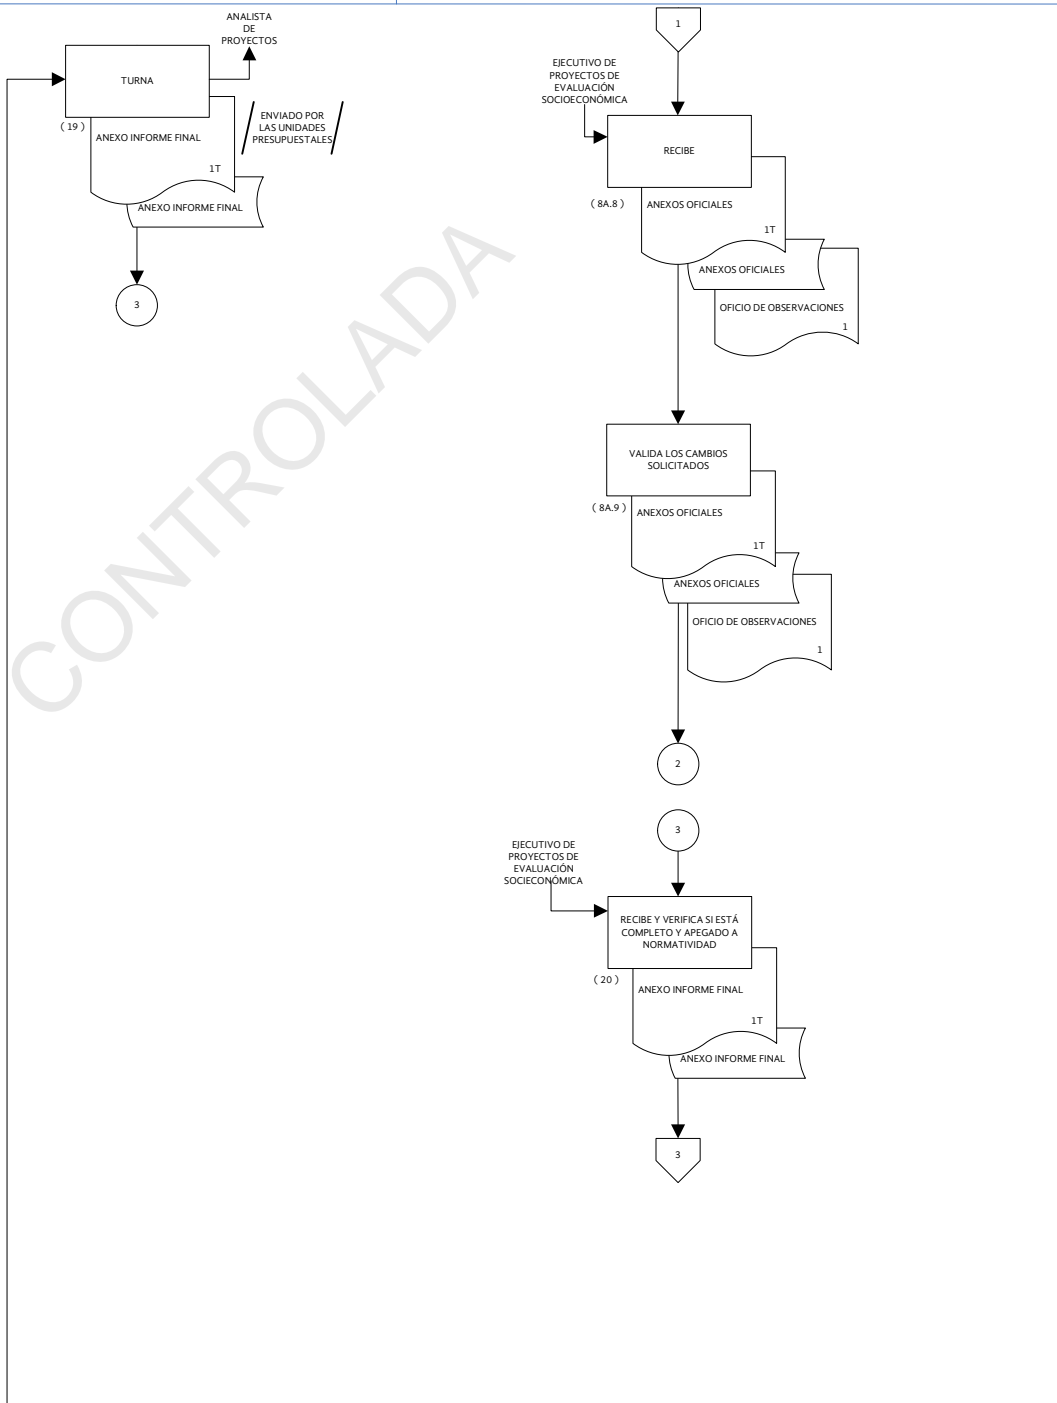 ANALISTA
DE
PROYECTOS
TURNA
( 19 )
ANEXO INFORME FINAL
ENVIADO POR
LAS UNIDADES
PRESUPUESTALES
1T
ANEXO INFORME FINAL
3
1
EJECUTIVO DE
PROYECTOS DE
EVALUACIÓN
SOCIOECONÓMICA
RECIBE
( 8A.8 )
ANEXOS OFICIALES
1T
ANEXOS OFICIALES
OFICIO DE OBSERVACIONES
1
VALIDA LOS CAMBIOS
SOLICITADOS
( 8A.9 )
ANEXOS OFICIALES
1T
ANEXOS OFICIALES
OFICIO DE OBSERVACIONES
1
2
3
EJECUTIVO DE
PROYECTOS DE
EVALUACIÓN
SOCIECONÓMICA
RECIBE Y VERIFICA SI ESTÁ
COMPLETO Y APEGADO A
NORMATIVIDAD
( 20 )
ANEXO INFORME FINAL
1T
ANEXO INFORME FINAL
3
CONTROLADA